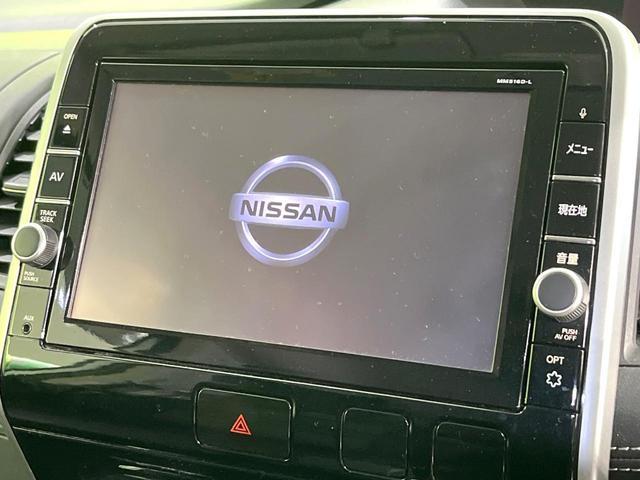 MM516D-L
OPEN
AV
TRACK
SEEK
PUSH
SOURCE
AUX
NISSAN
メニュー
現在地
音量
PUSH
AV OFF
OPT